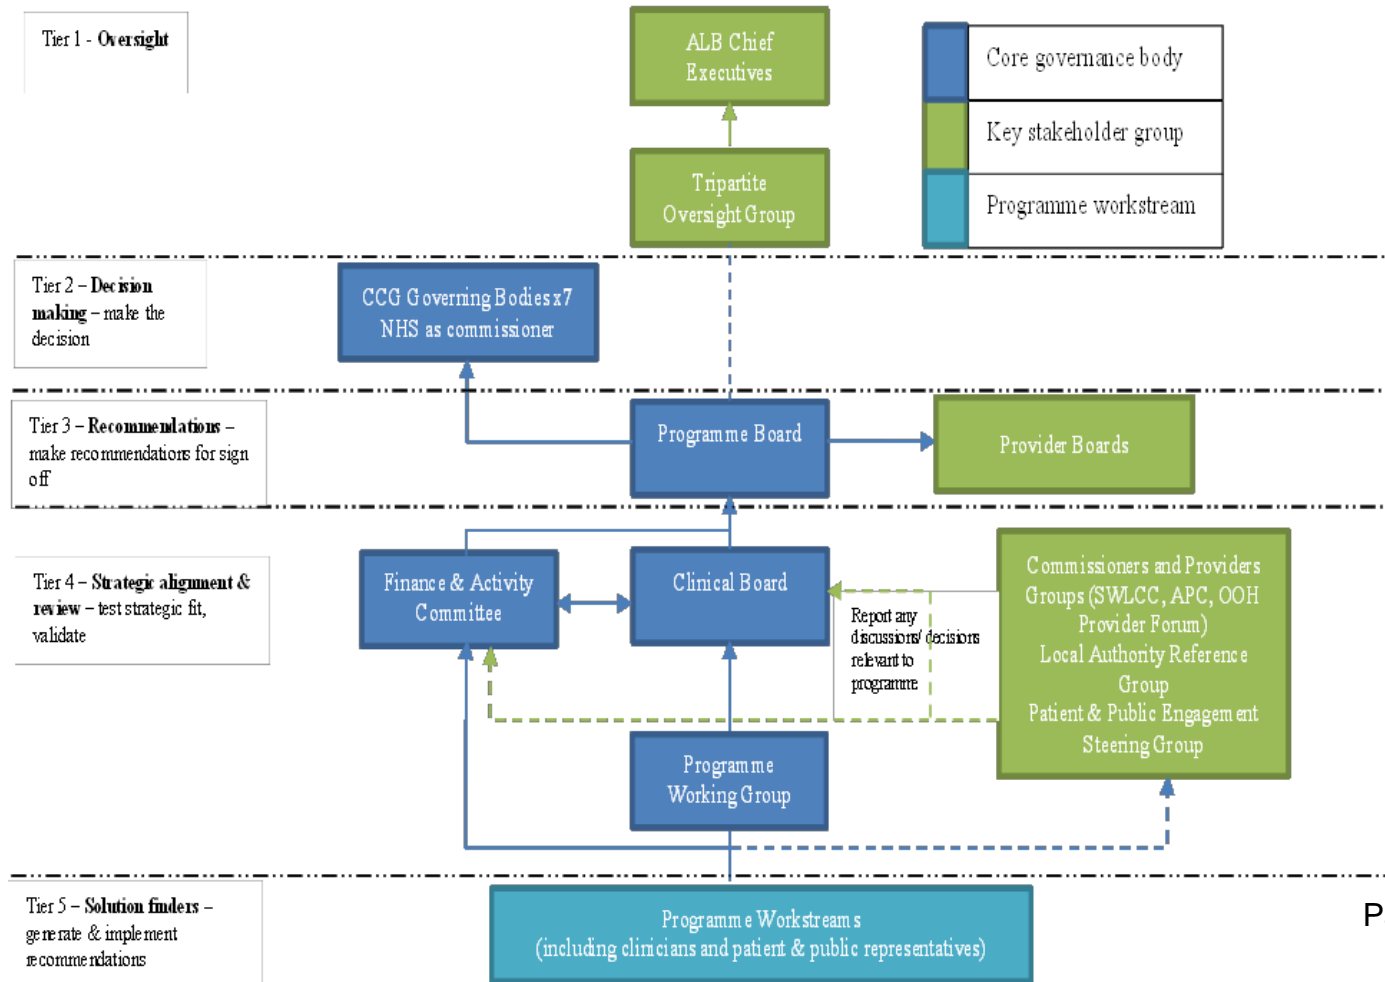 Tier 1 - Oversight
ALB Chief
Executives
Core governance body
Key stakeholder group
Tripartite
Oversight Group
Programme workstream
Tier 2 – Decision
making – make the
decision
CCG Governing Bodies x7
NHS as commissioner
Tier 3 – Recommendations –
make recommendations for sign
off
Programme Board
Provider Boards
Tier 4 – Strategic alignment &
review – test strategic fit,
validate
Finance & Activity
Committee
Clinical Board
Report any
discussions/ decisions
relevant to
programme
Commissioners and Providers
Groups (SWLCC, APC, OOH
Provider Forum)
Local Authority Reference
Group
Patient & Public Engagement
Steering Group
Programme
Working Group
Tier 5 – Solution finders –
generate & implement
recommendations
Programme Workstreams
(including clinicians and patient & public representatives)
P